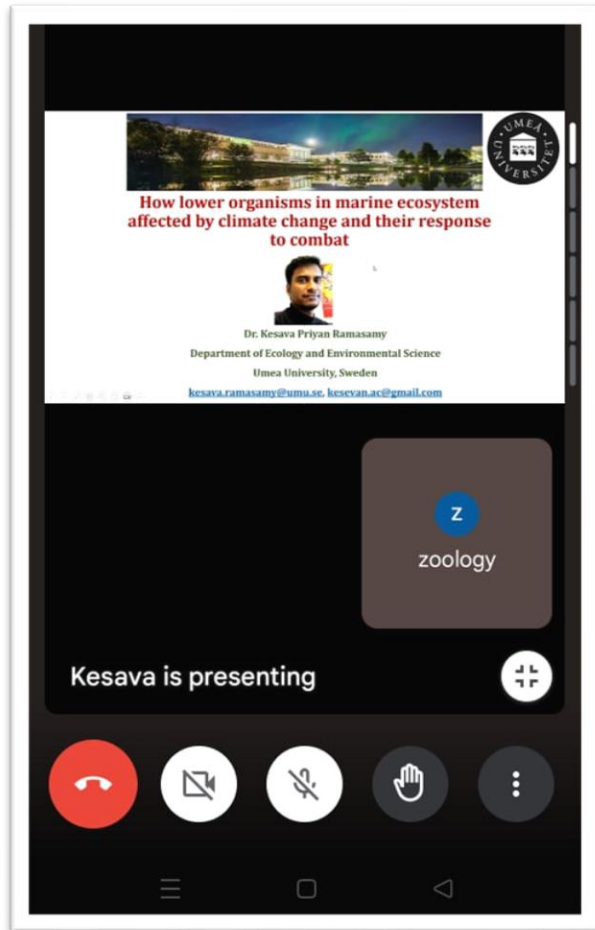 UMEÅ UNIVERSITET
How lower organisms in marine ecosystem
affected by climate change and their response
to combat
Dr. Kesava Priyan Ramasamy
Department of Ecology and Environmental Science
Umea University, Sweden
kesava.ramasamy@umu.se, kesevan.ac@gmail.com
Z
zoology
Kesava is presenting